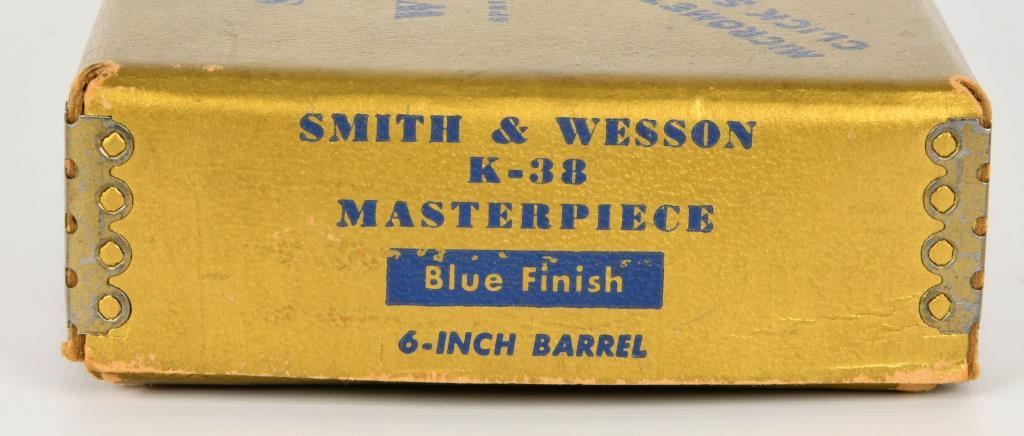 SMITH & WESSON
K-38
MASTERPIECE
Blue Finish
6-INCH BARREL